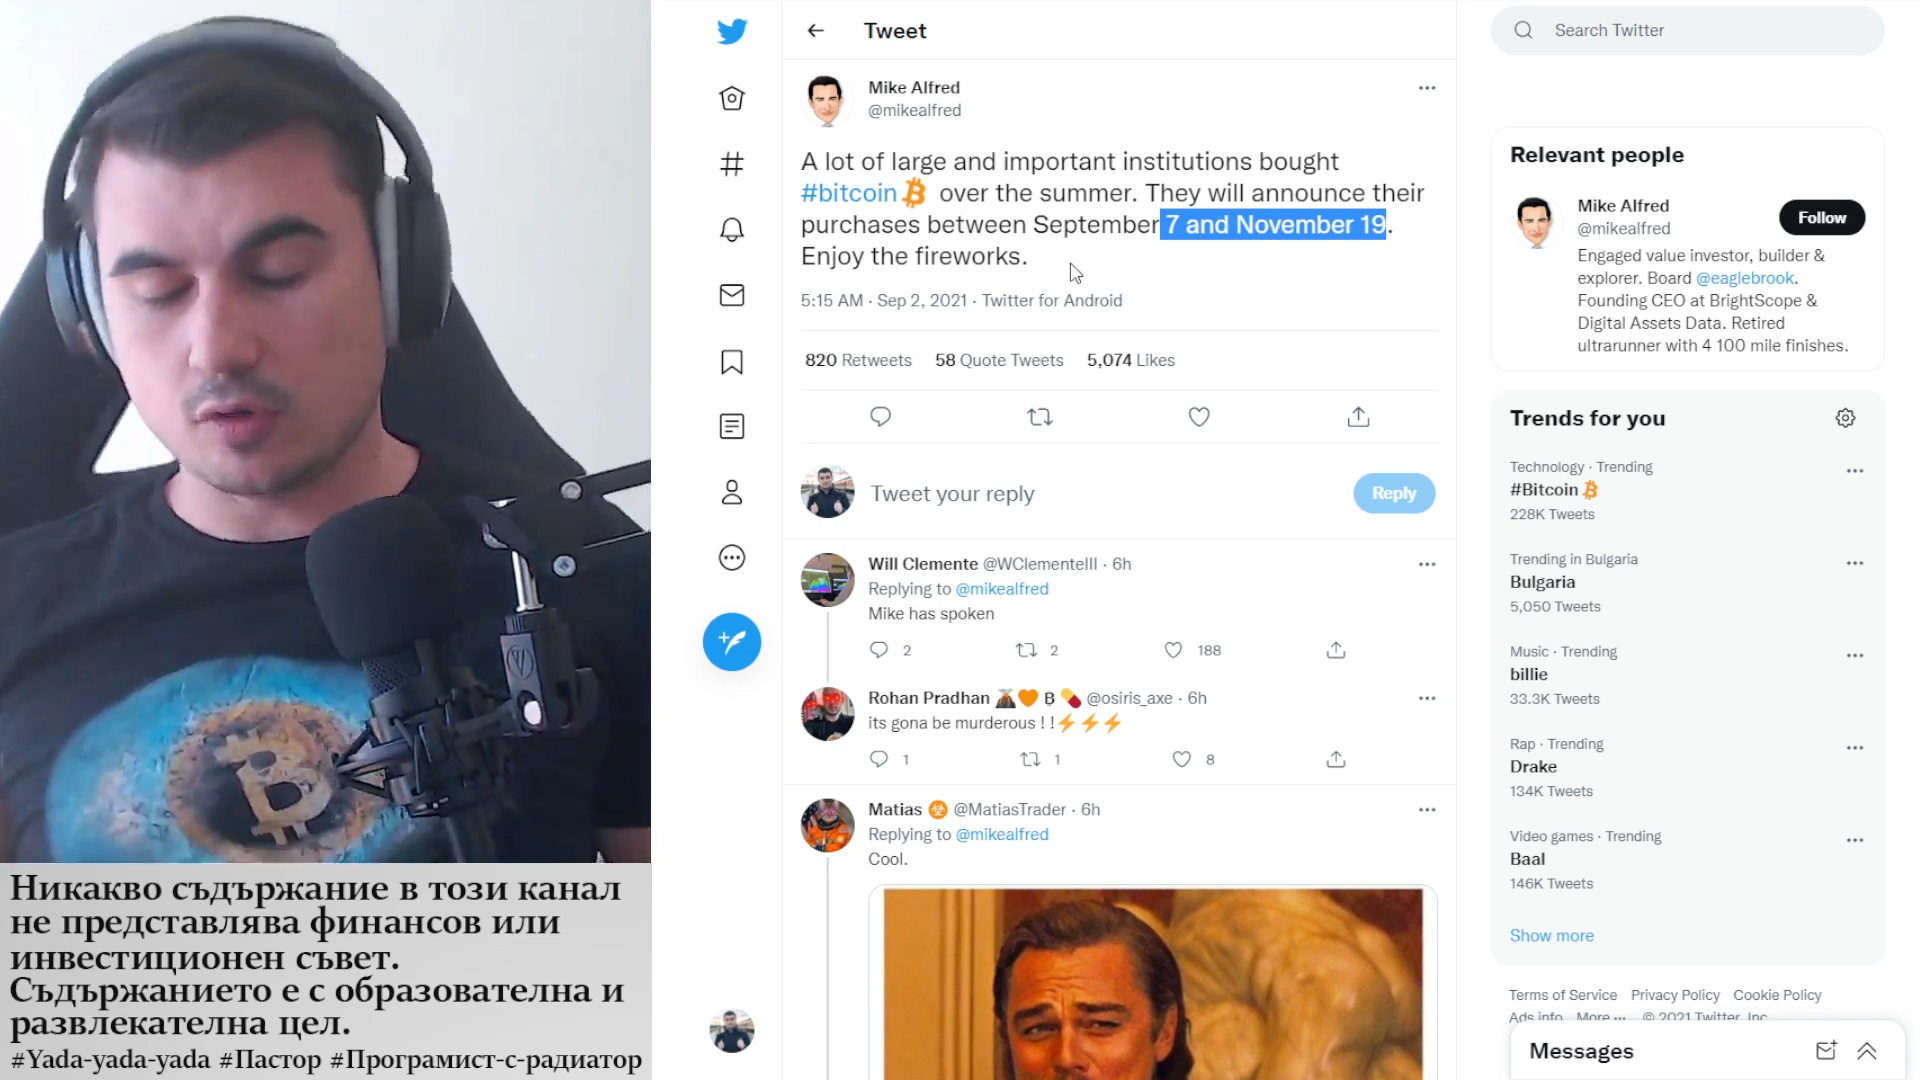 Никакво съдържание в този канал
не представлява финансов или
инвестиционен съвет.
Съдържанието е с образователна и
развлекателна цел.
#Yada-yada-yada #Пастор #Програмист-с-радиатор
Tweet
Mike Alfred
@mikealfred
A lot of large and important institutions bought
#bitcoin over the summer. They will announce their
purchases between September 7 and November 19.
Enjoy the fireworks.
5:15 AM · Sep 2, 2021 · Twitter for Android
820 Retweets 58 Quote Tweets 5,074 Likes
Tweet your reply
Reply
Will Clemente @WClementeIII · 6h
Replying to @mikealfred
Mike has spoken
2 2 188
Rohan Pradhan B @osiris_axe · 6h
its gona be murderous ! !
1 1 8
Matias @MatiasTrader · 6h
Replying to @mikealfred
Cool.
Search Twitter
Relevant people
Mike Alfred
@mikealfred
Follow
Engaged value investor, builder &
explorer. Board @eaglebrook.
Founding CEO at BrightScope &
Digital Assets Data. Retired
ultrarunner with 4 100 mile finishes.
Trends for you
Technology · Trending
#Bitcoin
228K Tweets
Trending in Bulgaria
Bulgaria
5,050 Tweets
Music · Trending
billie
33.3K Tweets
Rap · Trending
Drake
134K Tweets
Video games · Trending
Baal
146K Tweets
Show more
Terms of Service Privacy Policy Cookie Policy
Ads info More ... © 2021 Twitter, Inc.
Messages